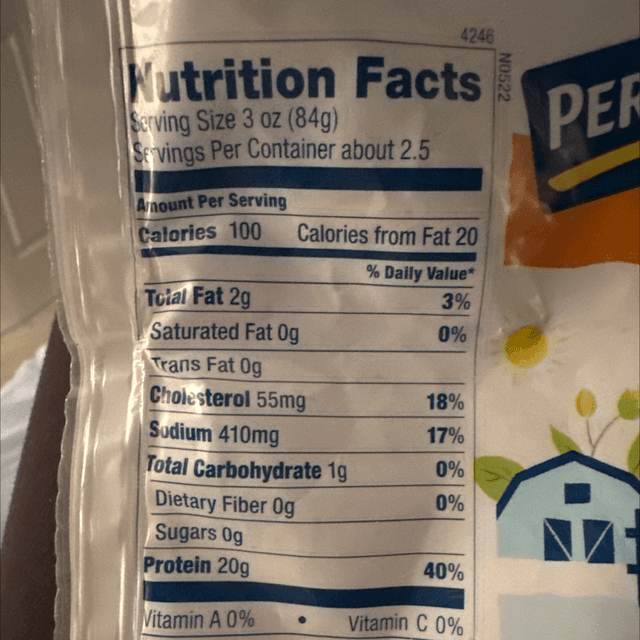 4246
N0522
PER
Nutrition Facts
Serving Size 3 oz (84g)
Servings Per Container about 2.5
Amount Per Serving
Calories 100 Calories from Fat 20
% Daily Value*
Total Fat 2g 3%
Saturated Fat 0g 0%
Trans Fat 0g
Cholesterol 55mg 18%
Sodium 410mg 17%
Total Carbohydrate 1g 0%
Dietary Fiber 0g 0%
Sugars 0g
Protein 20g 40%
Vitamin A 0% • Vitamin C 0%